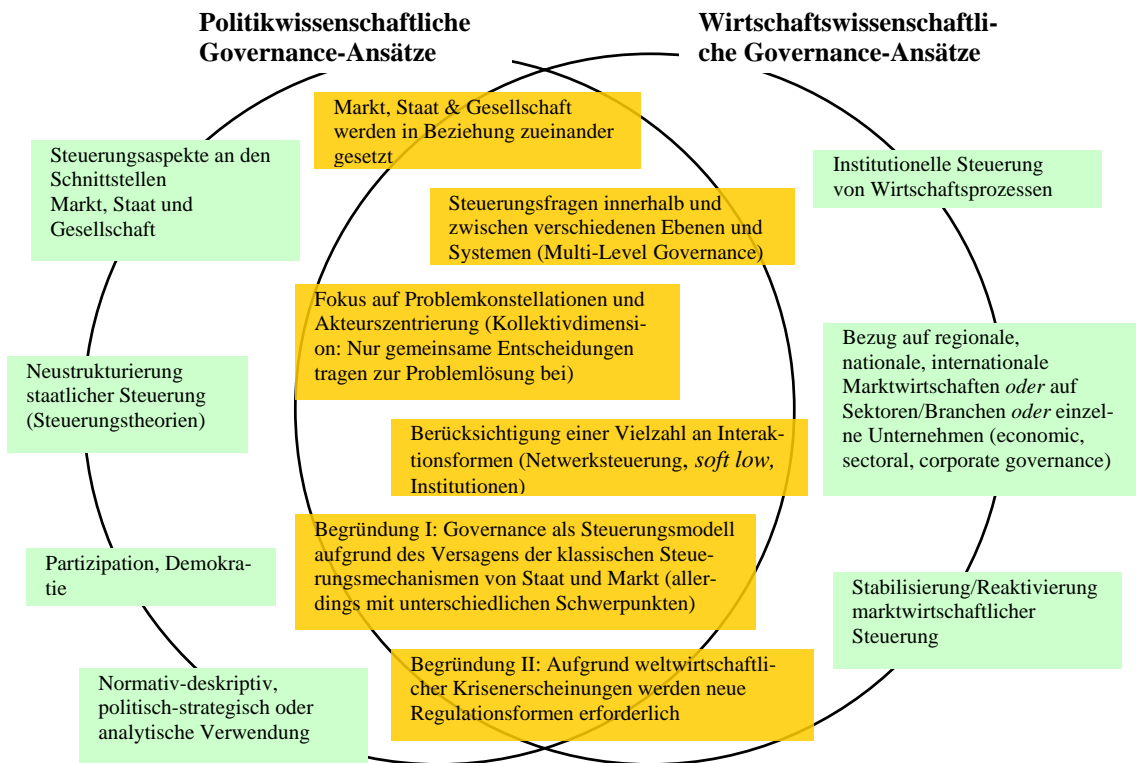 Politikwissenschaftliche
Governance-Ansätze
Wirtschaftswissenschaftli-
che Governance-Ansätze
Markt, Staat & Gesellschaft
werden in Beziehung zueinander
gesetzt
Steuerungsaspekte an den
Schnittstellen
Markt, Staat und
Gesellschaft
Institutionelle Steuerung
von Wirtschaftsprozessen
Steuerungsfragen innerhalb und
zwischen verschiedenen Ebenen und
Systemen (Multi-Level Governance)
Fokus auf Problemkonstellationen und
Akteurszentrierung (Kollektivdimensi-
on: Nur gemeinsame Entscheidungen
tragen zur Problemlösung bei)
Neustrukturierung
staatlicher Steuerung
(Steuerungstheorien)
Bezug auf regionale,
nationale, internationale
Marktwirtschaften oder auf
Sektoren/Branchen oder einzel-
ne Unternehmen (economic,
sectoral, corporate governance)
Berücksichtigung einer Vielzahl an Interak-
tionsformen (Netwerksteuerung, soft low,
Institutionen)
Begründung I: Governance als Steuerungsmodell
aufgrund des Versagens der klassischen Steue-
rungsmechanismen von Staat und Markt (aller-
dings mit unterschiedlichen Schwerpunkten)
Partizipation, Demokra-
tie
Stabilisierung/Reaktivierung
marktwirtschaftlicher
Steuerung
Begründung II: Aufgrund weltwirtschaftli-
cher Krisenerscheinungen werden neue
Regulationsformen erforderlich
Normativ-deskriptiv,
politisch-strategisch oder
analytische Verwendung